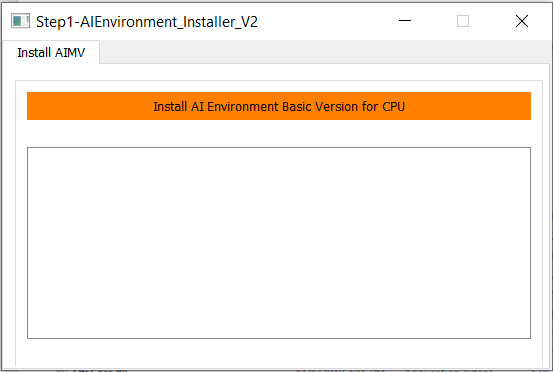 Step1-AIEnvironment_Installer_V2
Install AIMV
Install AI Environment Basic Version for CPU